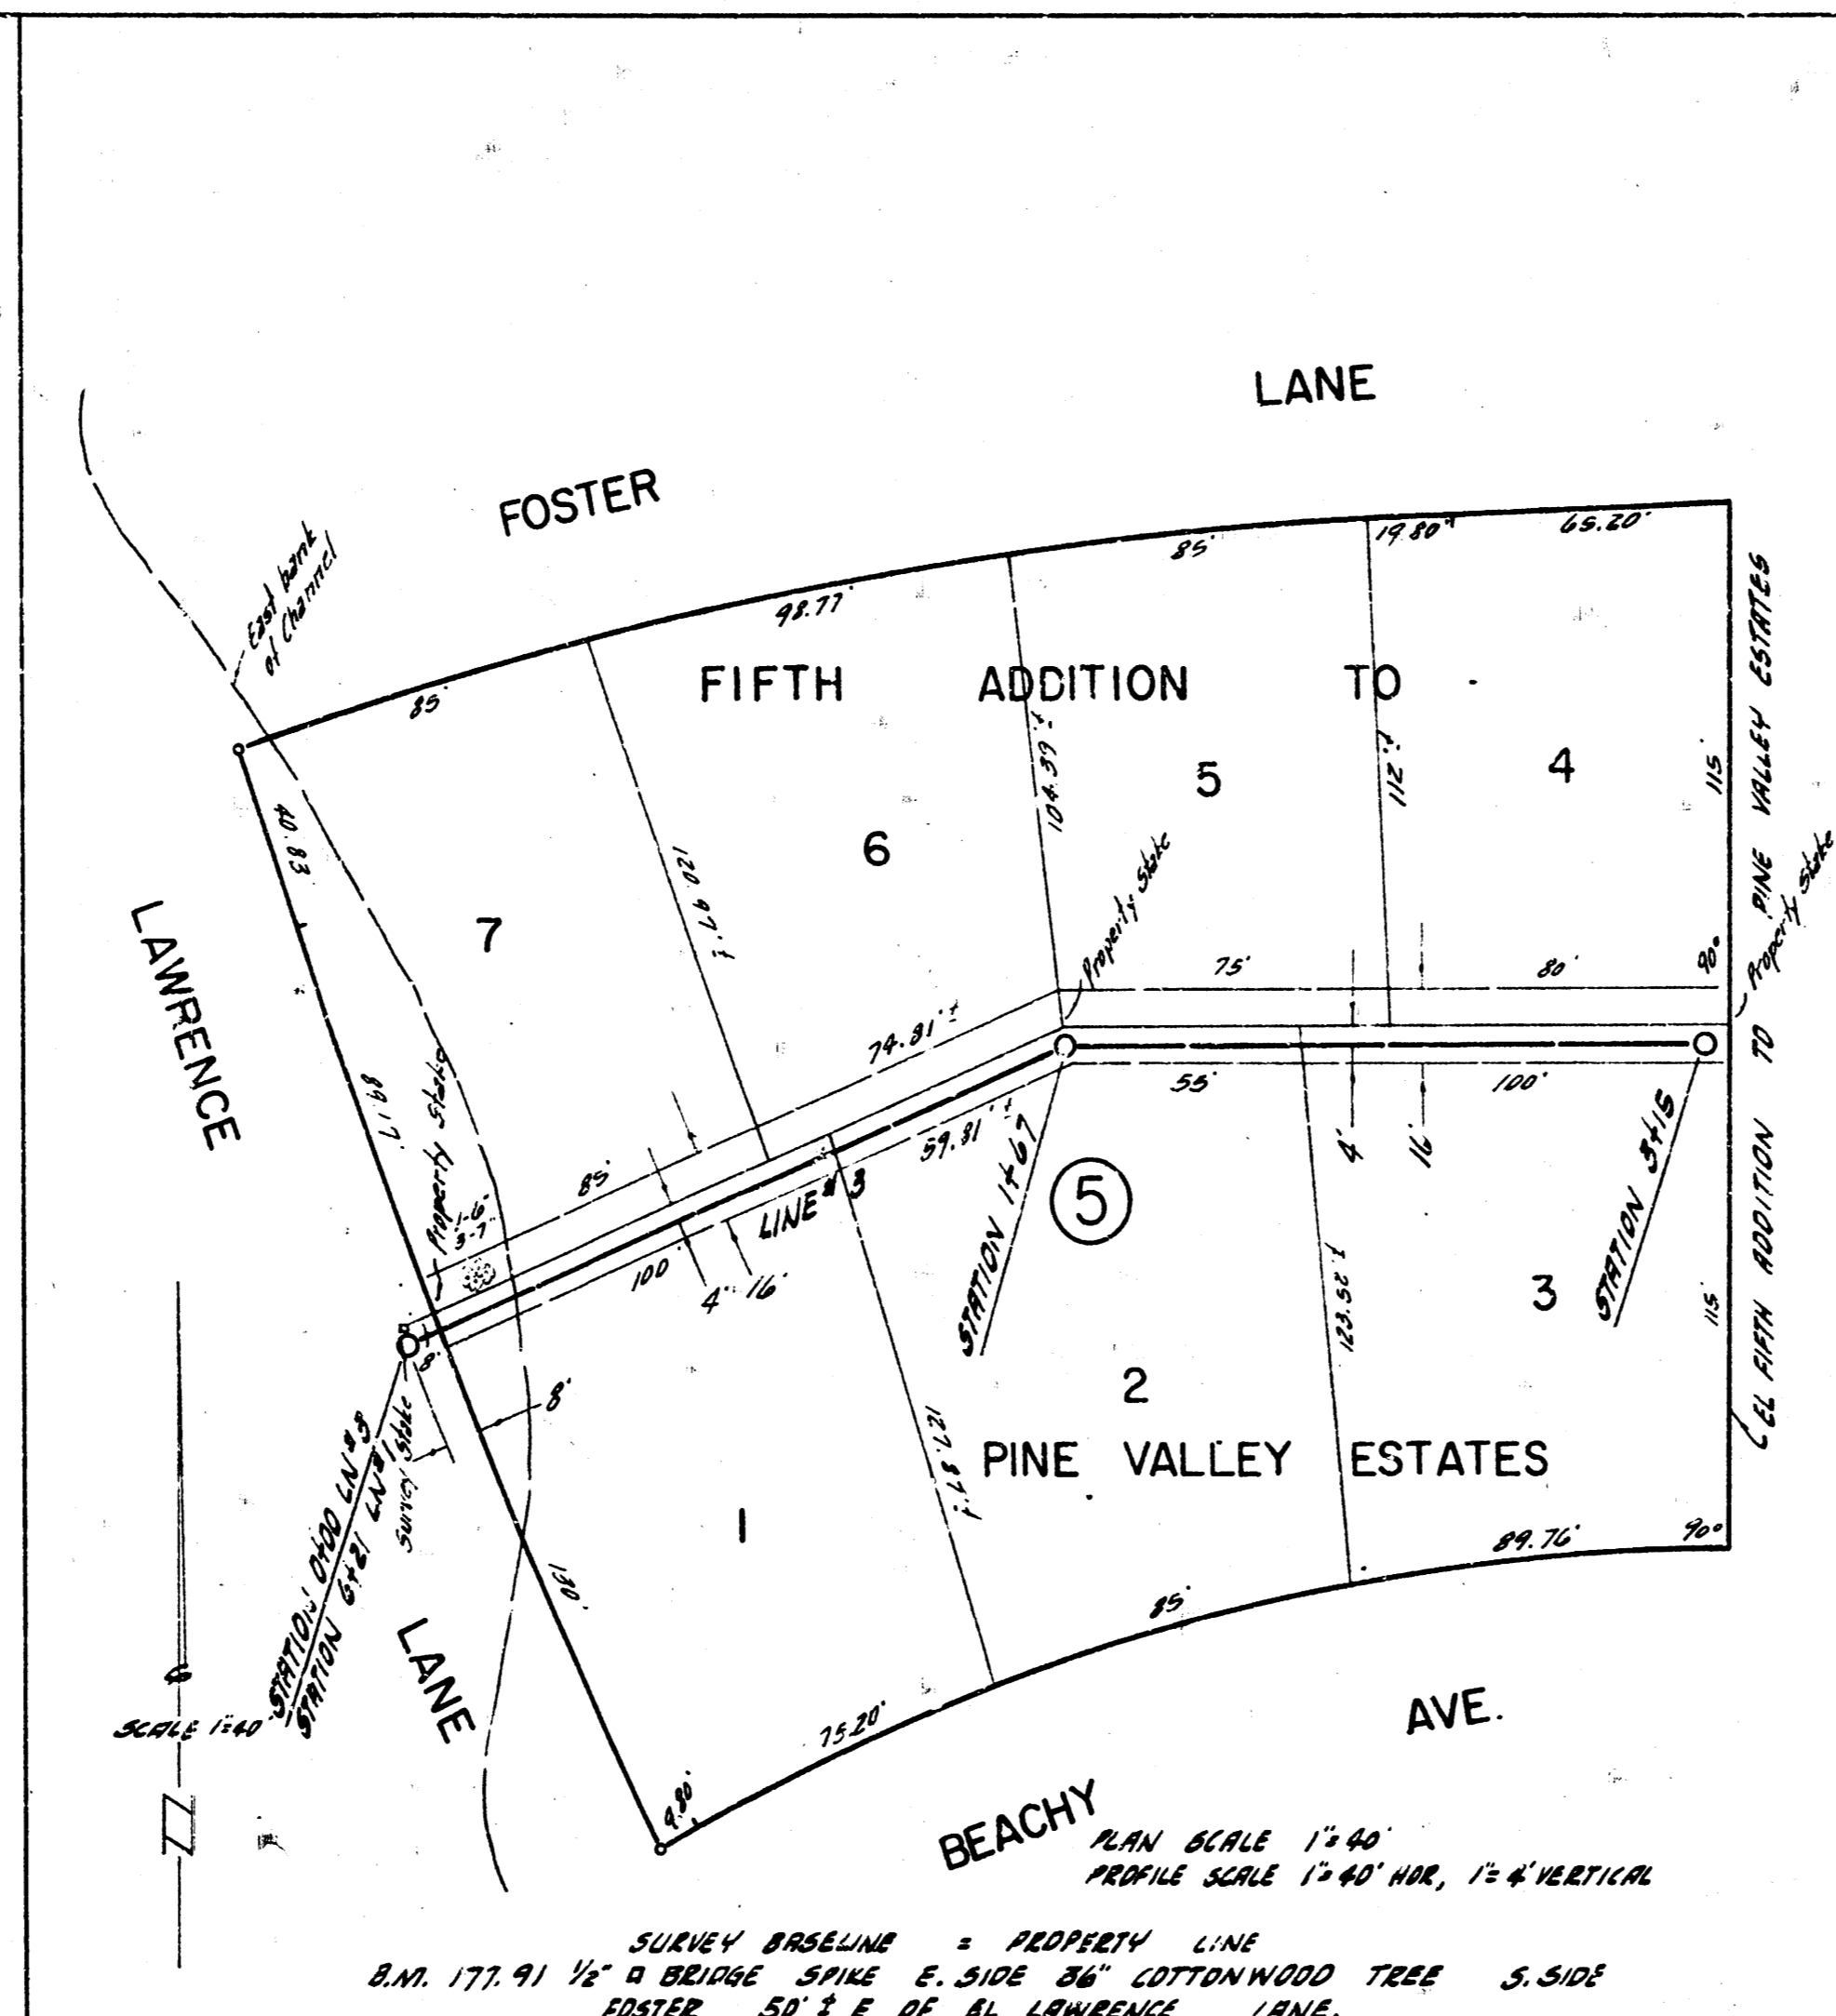 LANE
FOSTER
65.20'
19.80'
85'
98.77'
85'
East bank
of Channel
FIFTH ADDITION TO
104.39'±
112'±
115'
5
4
6
7
40.83
120.97'±
Property Stake
Property Stake
90°
75'
80'
74.81'±
LAWRENCE
89.17'
Property Stake
55'
100'
59.81'±
85'
4'
16'
LINE #3
STATION 1+67
5
STATION 3+15
100'
4'
16'
8'
8'
Survey Stake
123.52'±
3
115'
2
EL FIFTH ADDITION TO PINE VALLEY ESTATES
127.87'±
PINE VALLEY ESTATES
1
89.76'
90°
130'
85'
STATION 0+00 LN#3
STATION 6+21 LN#1
LANE
SCALE 1"=40'
75.20'
AVE.
9.80'
BEACHY
PLAN SCALE 1"=40'
PROFILE SCALE 1"=40' HOR, 1"=4' VERTICAL
SURVEY BASELINE = PROPERTY LINE
B.M. 177.91 1/2" BRIDGE SPIKE E. SIDE 36" COTTONWOOD TREE S. SIDE
FOSTER 50'± E OF LAWRENCE LANE.